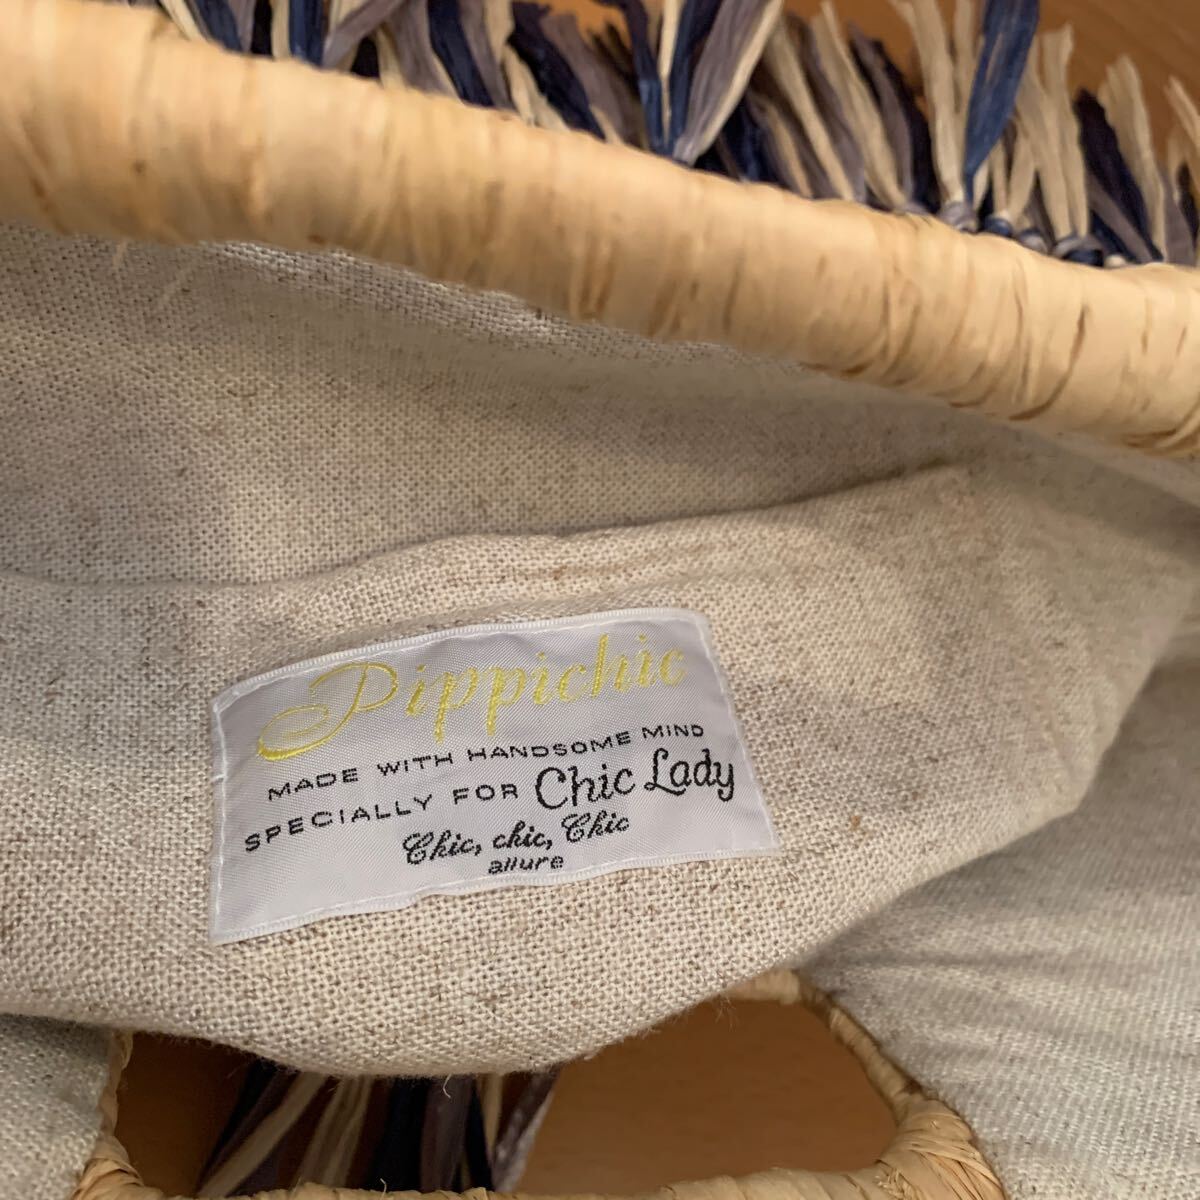 Pippichic
MADE WITH HANDSOME MIND
SPECIALLY FOR Chic Lady
Chic, chic, Chic
allure